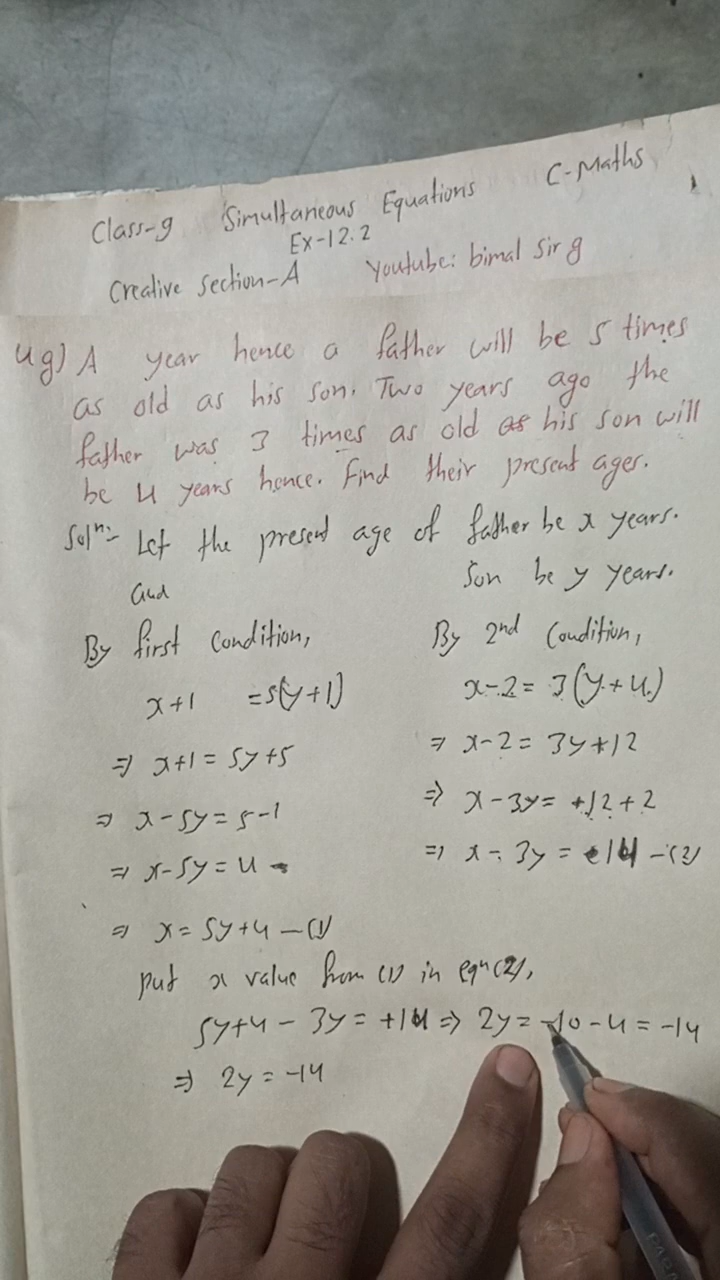 Class-9 Simultaneous Equations C-Maths
Ex-12.2
Creative Section-A Youtube: bimal sir 9
4g) A year hence a father will be 5 times
as old as his son. Two years ago the
father was 3 times as old as his son will
be 4 years hence. Find their present ages.
Solⁿ:- Let the present age of father be x years.
and Son be y years.
By first condition,
x+1 =5(y+1)
⇒ x+1 = 5y+5
⇒ x-5y = 5-1
⇒ x-5y = 4
⇒ x = 5y+4 —(1)
By 2nd Condition,
x-2 = 3(y+4)
⇒ x-2 = 3y+12
⇒ x-3y = +12+2
⇒ x-3y = 14 —(2)
put x value from (1) in eqn(2),
5y+4-3y = +14 ⇒ 2y = -10-4 = -14
⇒ 2y = -14